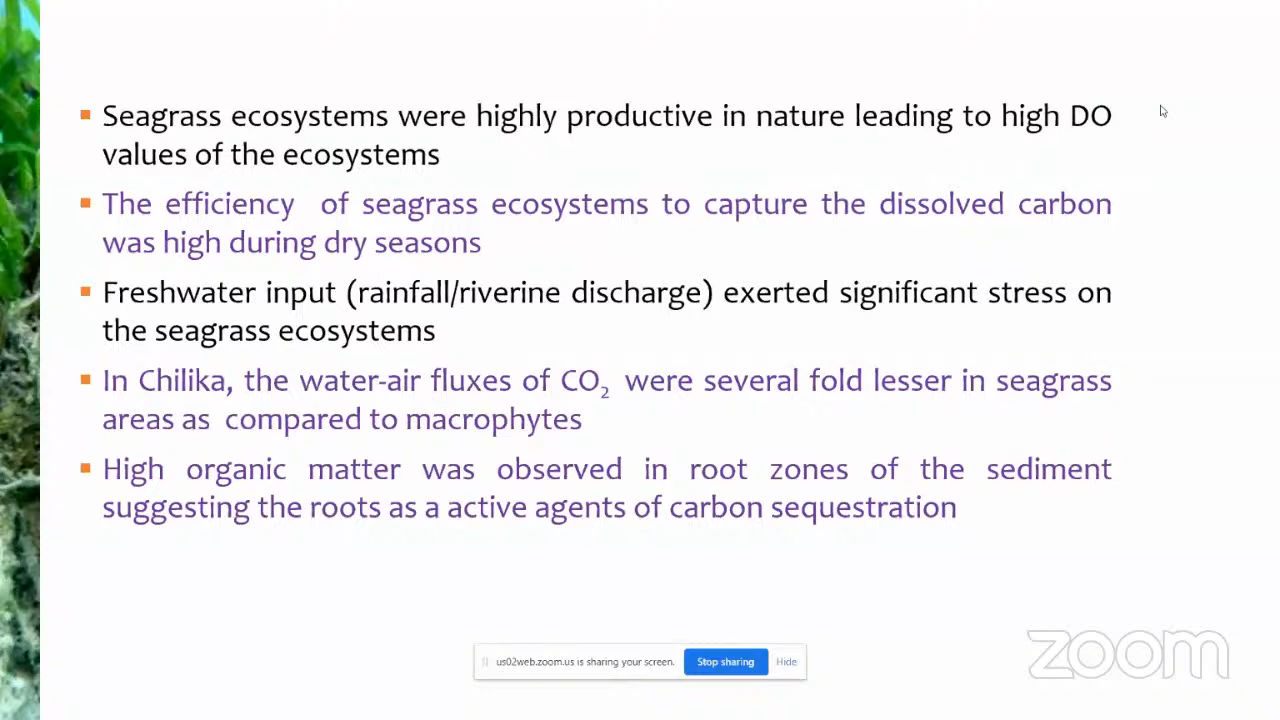 Seagrass ecosystems were highly productive in nature leading to high DO
values of the ecosystems
The efficiency of seagrass ecosystems to capture the dissolved carbon
was high during dry seasons
Freshwater input (rainfall/riverine discharge) exerted significant stress on
the seagrass ecosystems
In Chilika, the water-air fluxes of CO₂ were several fold lesser in seagrass
areas as compared to macrophytes
High organic matter was observed in root zones of the sediment
suggesting the roots as a active agents of carbon sequestration
us02web.zoom.us is sharing your screen. Stop sharing Hide
zoom